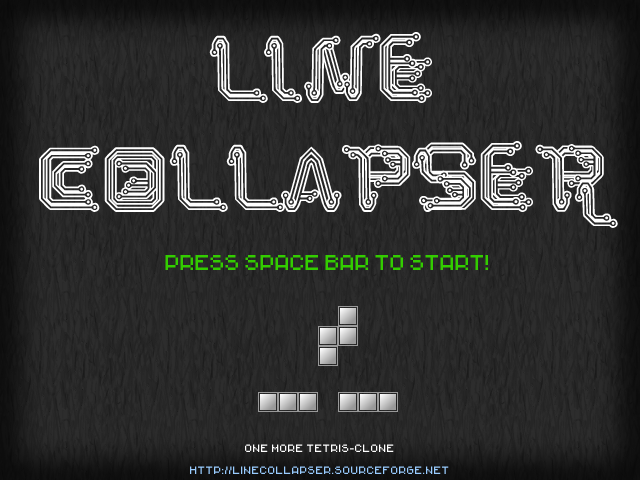 LINE
COLLAPSER
PRESS SPACE BAR TO START!
ONE MORE TETRIS-CLONE
HTTP://LINECOLLAPSER.SOURCEFORGE.NET